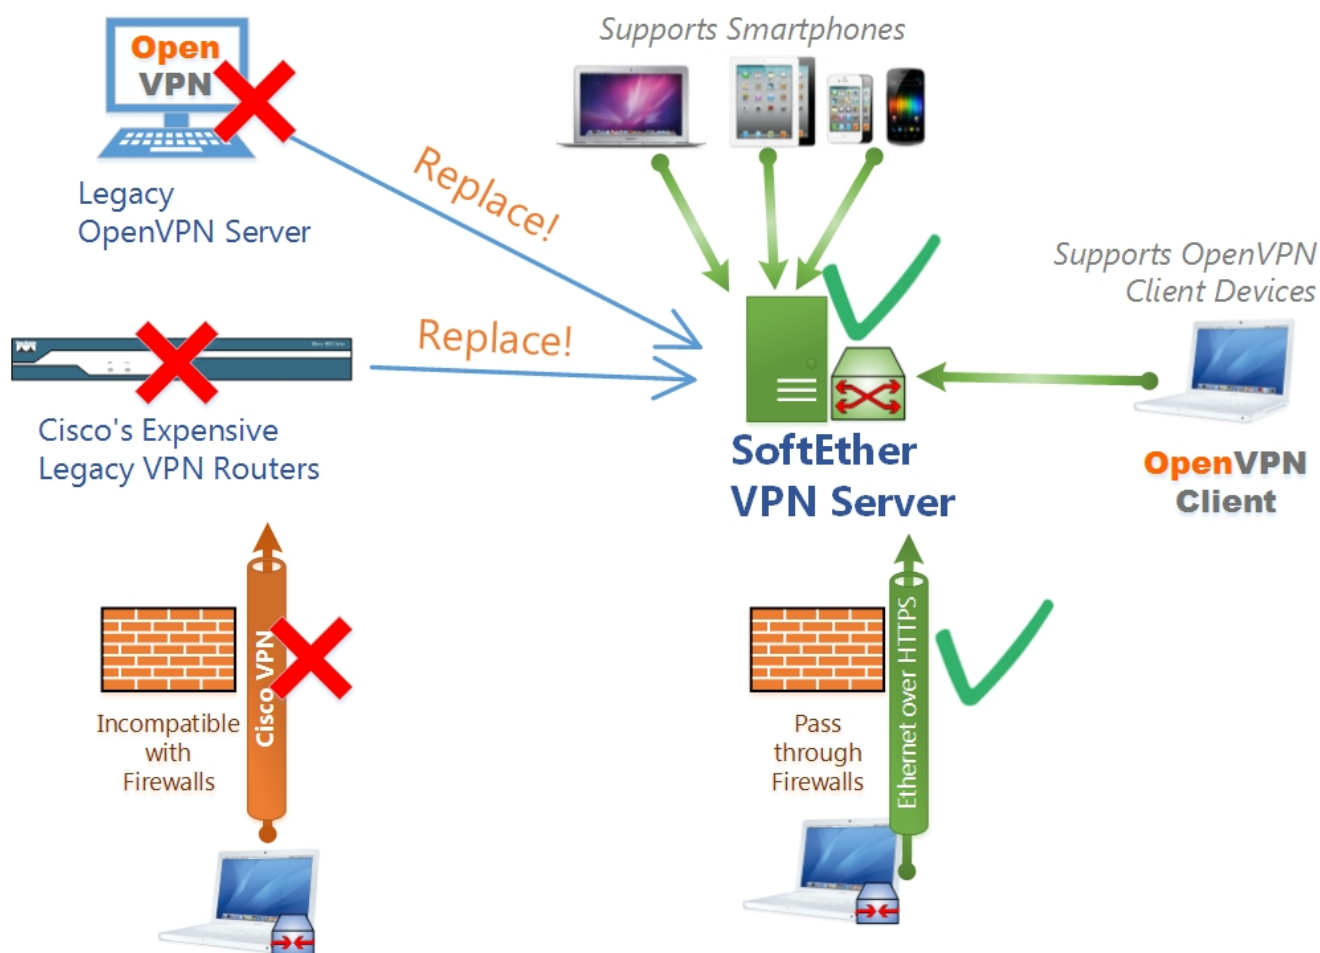 Open
VPN
Supports Smartphones
Legacy
OpenVPN Server
Replace!
Supports OpenVPN
Client Devices
Replace!
Cisco's Expensive
Legacy VPN Routers
SoftEther
VPN Server
OpenVPN
Client
Cisco VPN
Incompatible
with
Firewalls
Ethernet over HTTPS
Pass
through
Firewalls